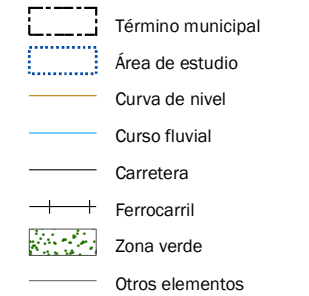 Término municipal
Área de estudio
Curva de nivel
Curso fluvial
Carretera
Ferrocarril
Zona verde
Otros elementos